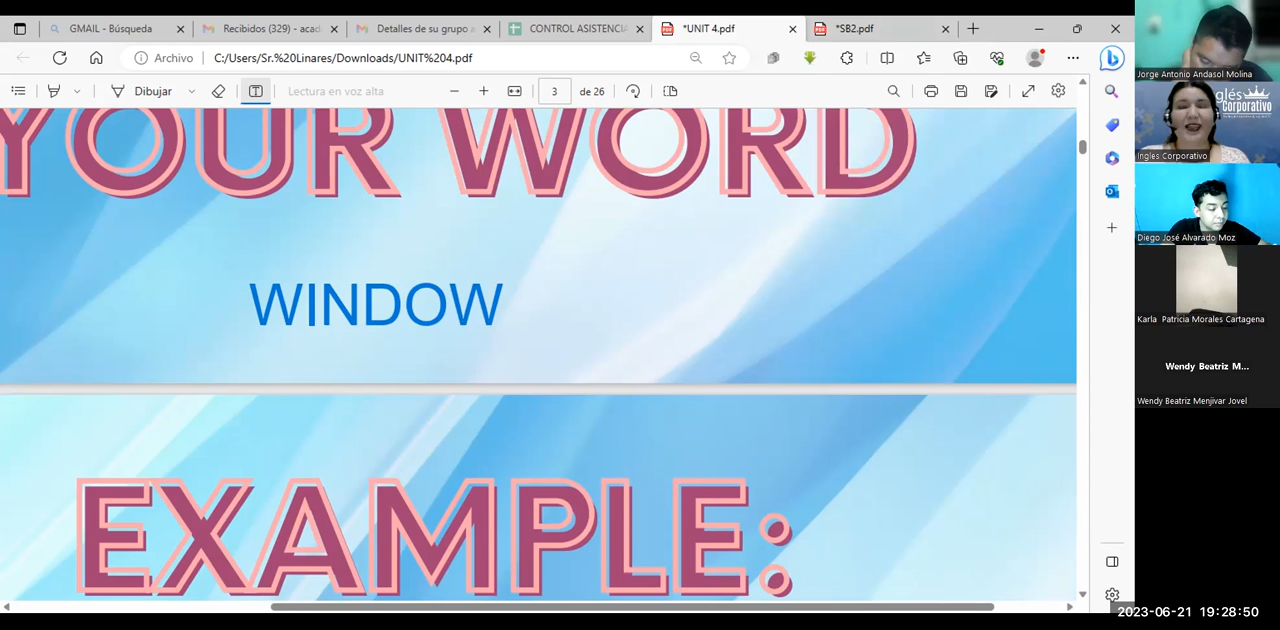 GMAIL - Búsqueda
Recibidos (329) - acad
Detalles de su grupo a
CONTROL ASISTENCIA
*UNIT 4.pdf
*SB2.pdf
Archivo
C:/Users/Sr.%20Linares/Downloads/UNIT%204.pdf
Dibujar
Lectura en voz alta
3
de 26
YOUR WORD
WINDOW
EXAMPLE:
Jorge Antonio Andasol Molina
glés
Corporativo
Ingles Corporativo
Diego José Alvarado Moz
Karla Patricia Morales Cartagena
Wendy Beatriz M...
Wendy Beatriz Menjivar Jovel
2023-06-21 19:28:50